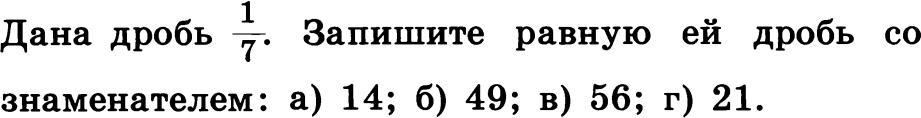 Дана дробь 1/7. Запишите равную ей дробь со
знаменателем: а) 14; б) 49; в) 56; г) 21.